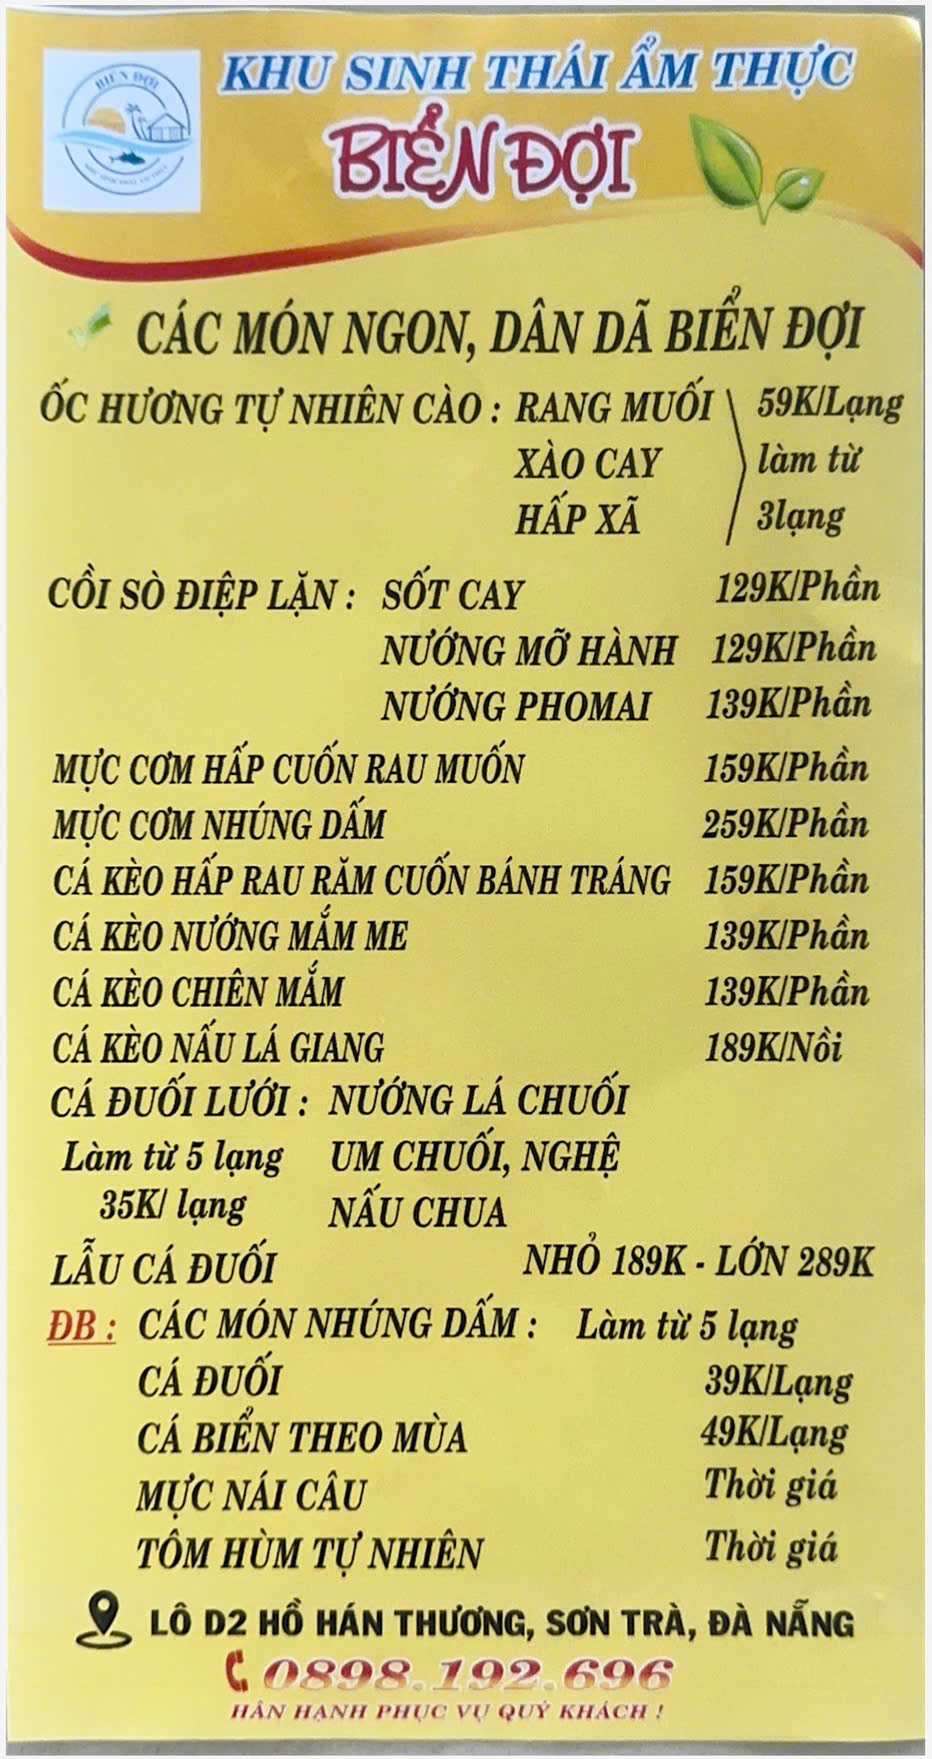 BIỂN ĐỢI
KHU SINH THÁI ẨM THỰC
BIỂN ĐỢI
CÁC MÓN NGON, DÂN DÃ BIỂN ĐỢI
ỐC HƯƠNG TỰ NHIÊN CÀO : RANG MUỐI 59K/Lạng
XÀO CAY làm từ
HẤP XÃ 3lạng
CỒI SÒ ĐIỆP LẶN : SỐT CAY 129K/Phần
NƯỚNG MỠ HÀNH 129K/Phần
NƯỚNG PHOMAI 139K/Phần
MỰC CƠM HẤP CUỐN RAU MUỐN 159K/Phần
MỰC CƠM NHÚNG DẤM 259K/Phần
CÁ KÈO HẤP RAU RĂM CUỐN BÁNH TRÁNG 159K/Phần
CÁ KÈO NƯỚNG MẮM ME 139K/Phần
CÁ KÈO CHIÊN MẮM 139K/Phần
CÁ KÈO NẤU LÁ GIANG 189K/Nồi
CÁ ĐUỐI LƯỚI : NƯỚNG LÁ CHUỐI
Làm từ 5 lạng UM CHUỐI, NGHỆ
35K/ lạng NẤU CHUA
LẪU CÁ ĐUỐI NHỎ 189K - LỚN 289K
ĐB : CÁC MÓN NHÚNG DẤM : Làm từ 5 lạng
CÁ ĐUỐI 39K/Lạng
CÁ BIỂN THEO MÙA 49K/Lạng
MỰC NÁI CÂU Thời giá
TÔM HÙM TỰ NHIÊN Thời giá
LÔ D2 HỒ HÁN THƯƠNG, SƠN TRÀ, ĐÀ NẴNG
0898.192.696
HÂN HẠNH PHỤC VỤ QUÝ KHÁCH !